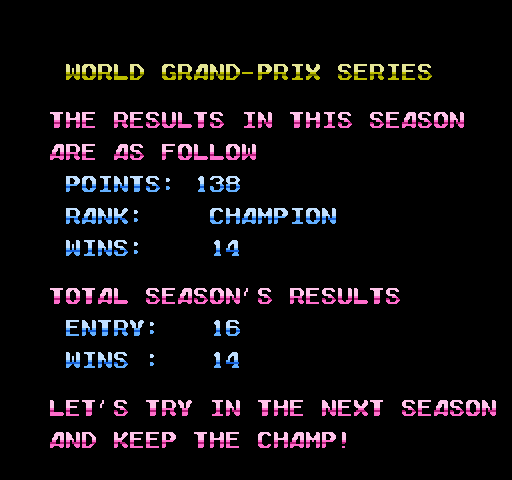 WORLD GRAND-PRIX SERIES
THE RESULTS IN THIS SEASON
ARE AS FOLLOW
POINTS: 138
RANK: CHAMPION
WINS: 14
TOTAL SEASON'S RESULTS
ENTRY: 16
WINS : 14
LET'S TRY IN THE NEXT SEASON
AND KEEP THE CHAMP!